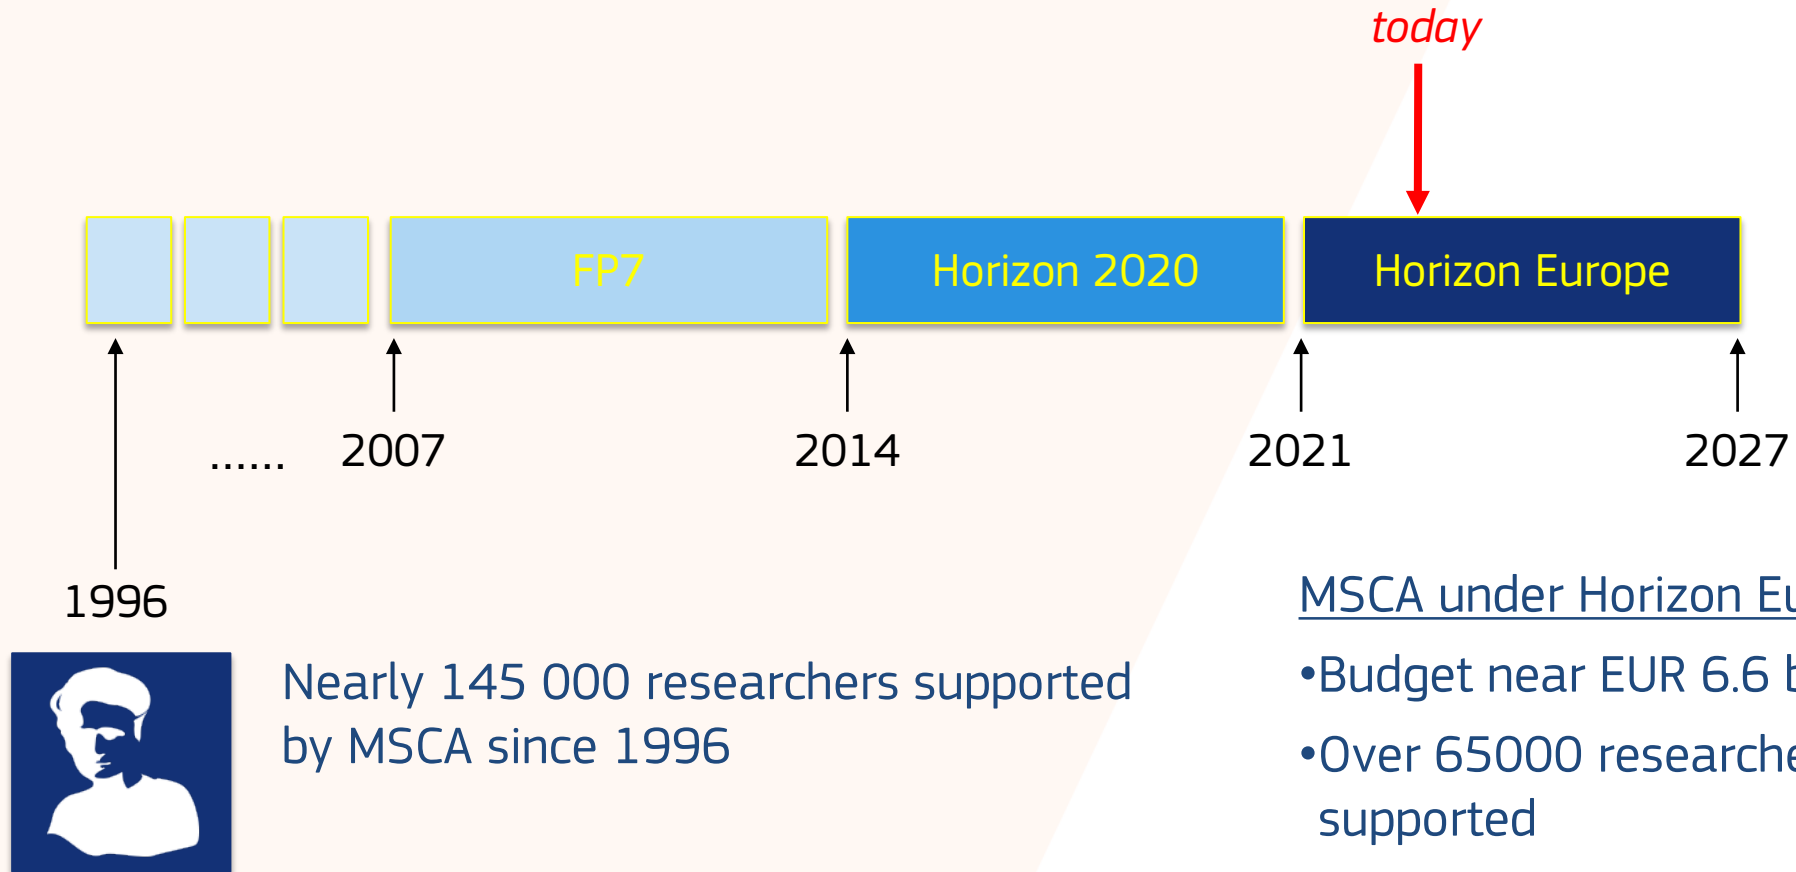 today
FP7
Horizon 2020
Horizon Europe
...... 2007
2014
2021
2027
1996
Nearly 145 000 researchers supported
by MSCA since 1996
MSCA under Horizon
•Budget near EUR 6.6
•Over 65000
supported